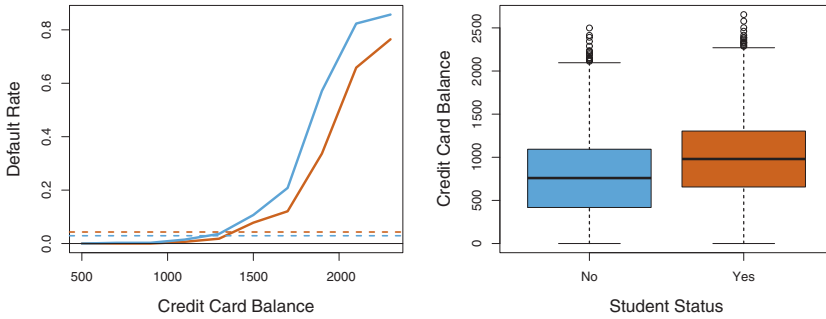 Default Rate
0.0 0.2 0.4 0.6 0.8
500 1000 1500 2000
Credit Card Balance
Credit Card Balance
0 500 1000 1500 2000 2500
No Yes
Student Status